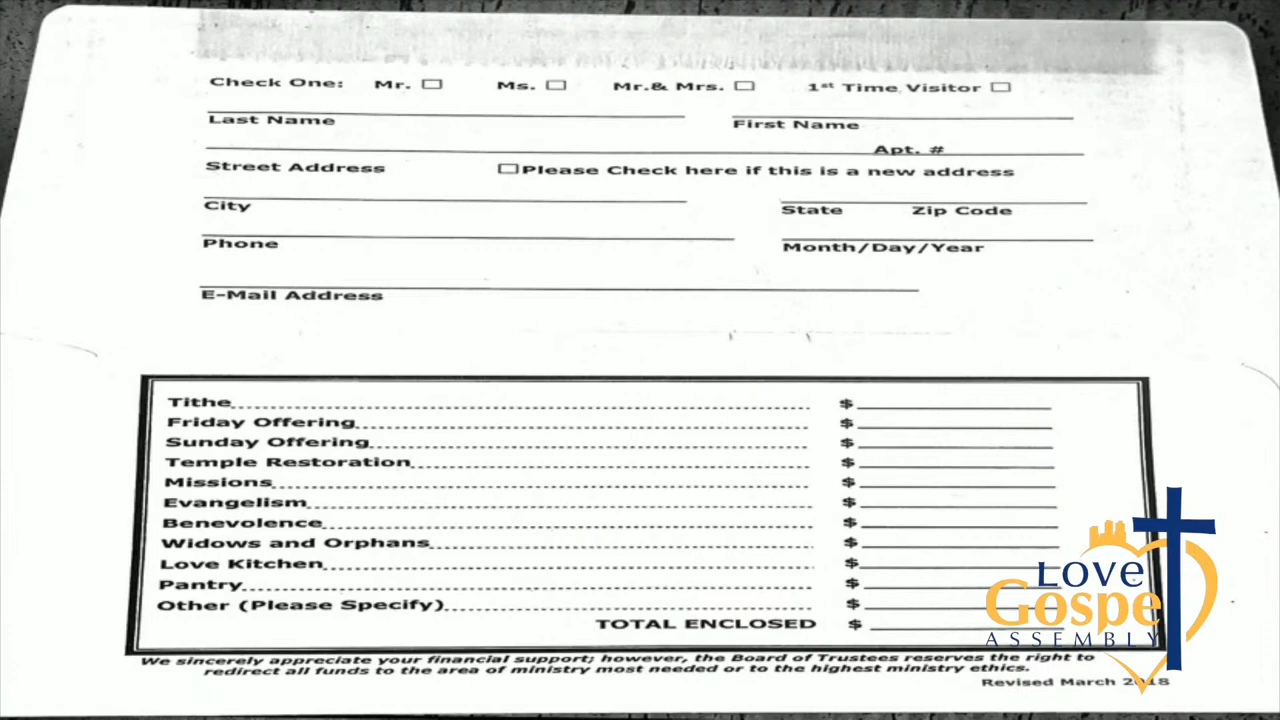 Check One: Mr. ☐ Ms. ☐ Mr.& Mrs. ☐ 1st Time Visitor ☐
Last Name First Name
Apt. #
Street Address ☐Please Check here if this is a new address
City State Zip Code
Phone Month/Day/Year
E-Mail Address
Tithe $
Friday Offering $
Sunday Offering $
Temple Restoration $
Missions $
Evangelism $
Benevolence $
Widows and Orphans $
Love Kitchen $
Pantry $
Other (Please Specify) $
TOTAL ENCLOSED $
We sincerely appreciate your financial support; however, the Board of Trustees reserves the right to
redirect all funds to the area of ministry most needed or to the highest ministry ethics.
Revised March 2018
LOVE
GOSPEL
ASSEMBLY